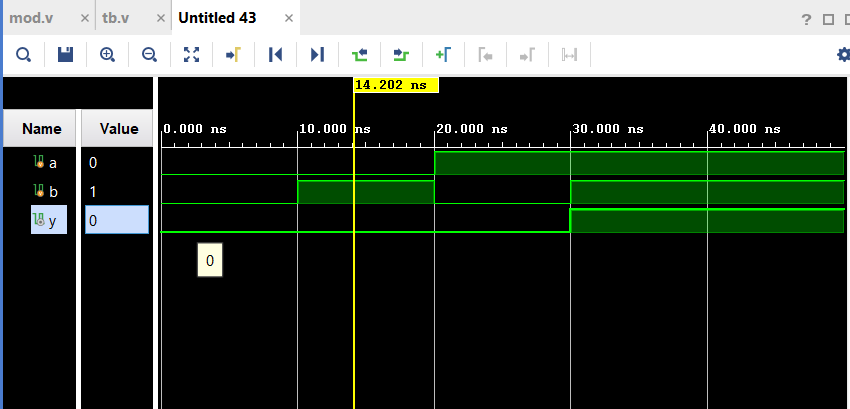 mod.v × tb.v × Untitled 43 ×
?
14.202 ns
Name Value
0.000 ns 10.000 ns 20.000 ns 30.000 ns 40.000 ns
a 0
b 1
y 0
0